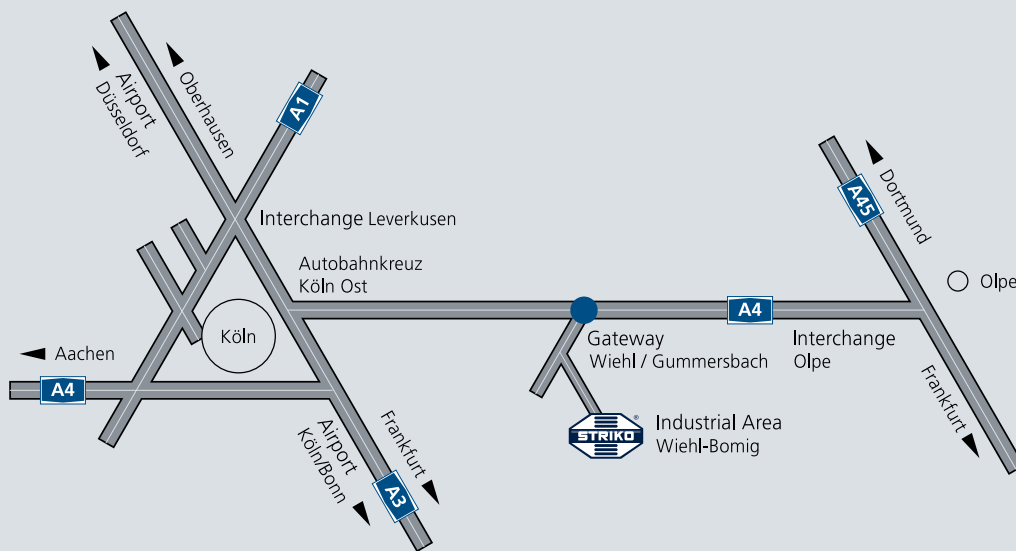 Airport
Düsseldorf
Oberhausen
A1
A45
Dortmund
Interchange Leverkusen
Autobahnkreuz
Köln Ost
Olpe
A4
Köln
Gateway
Wiehl / Gummersbach
Interchange
Olpe
Aachen
A4
Frankfurt
Industrial Area
Wiehl-Bomig
STRIKO
®
Airport
Köln/Bonn
Frankfurt
A3